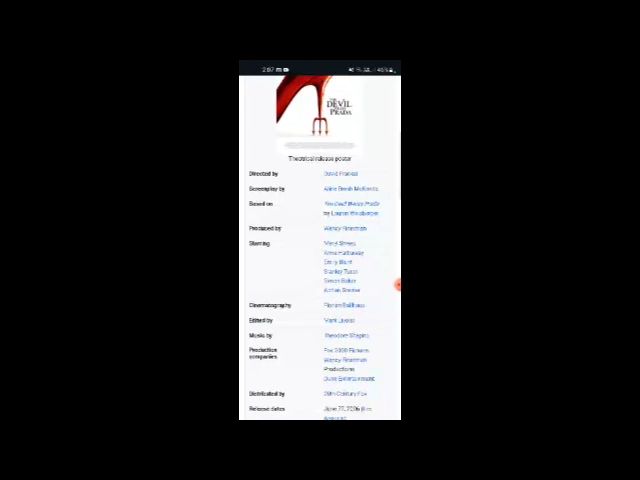 2:07
THE
DEVIL
WEARS
PRADA
Theatrical release poster
Directed by
David Frankel
Screenplay by
Aline Brosh McKenna
Based on
The Devil Wears Prada
by Lauren Weisberger
Produced by
Wendy Finerman
Starring
Meryl Streep
Anne Hathaway
Emily Blunt
Stanley Tucci
Simon Baker
Adrian Grenier
Cinematography
Florian Ballhaus
Edited by
Mark Livolsi
Music by
Theodore Shapiro
Production
companies
Fox 2000 Pictures
Wendy Finerman
Productions
Dune Entertainment
Distributed by
20th Century Fox
Release dates